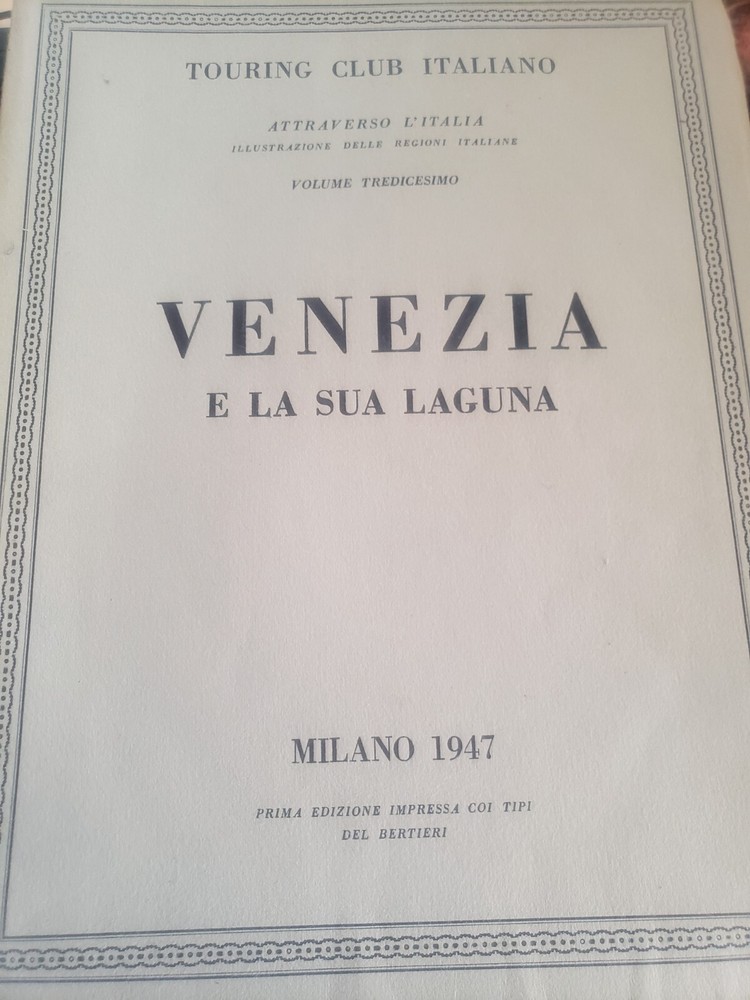 TOURING CLUB ITALIANO
ATTRAVERSO L'ITALIA
ILLUSTRAZIONE DELLE REGIONI ITALIANE
VOLUME TREDICESIMO
VENEZIA
E LA SUA LAGUNA
MILANO 1947
PRIMA EDIZIONE IMPRESSA COI TIPI
DEL BERTIERI